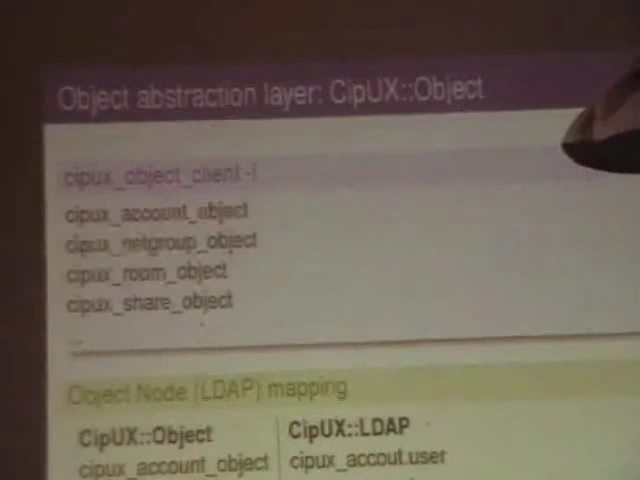 Object abstraction layer: CipUX::Object
cipux_object_client -l
cipux_account_object
cipux_netgroup_object
cipux_room_object
cipux_share_object
...
Object Node (LDAP) mapping
CipUX::Object CipUX::LDAP
cipux_account_object cipux_accout.user